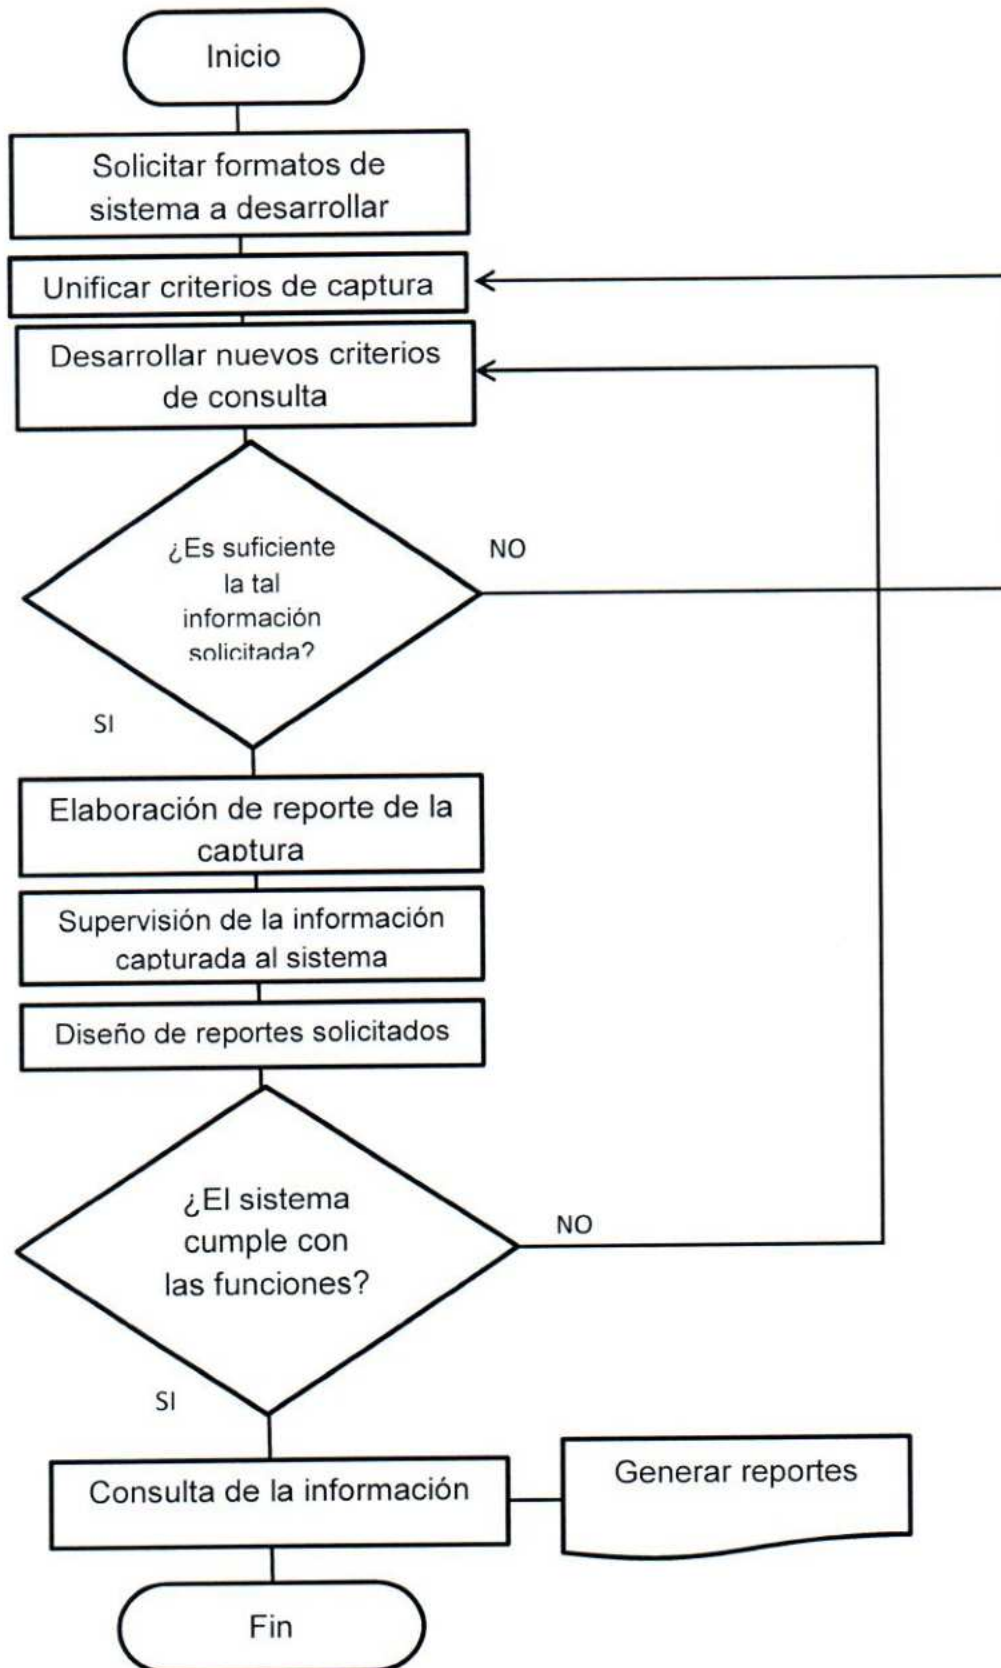 Inicio
Solicitar formatos de
sistema a desarrollar
Unificar criterios de captura
Desarrollar nuevos criterios
de consulta
¿Es suficiente
la tal
información
solicitada?
NO
SI
Elaboración de reporte de la
captura
Supervisión de la información
capturada al sistema
Diseño de reportes solicitados
¿El sistema
cumple con
las funciones?
NO
SI
Consulta de la información
Generar reportes
Fin